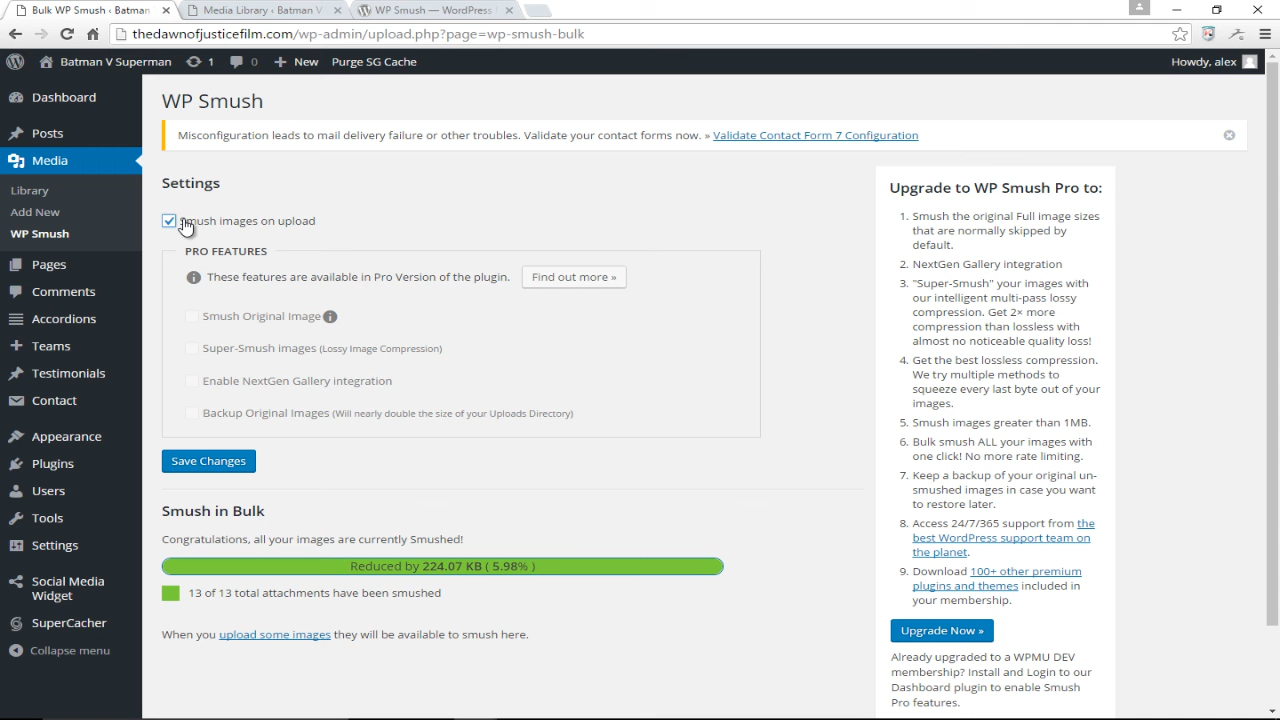 Bulk WP Smush ‹ Batman
Media Library ‹ Batman V
WP Smush — WordPress
thedawnofjusticefilm.com/wp-admin/upload.php?page=wp-smush-bulk
Batman V Superman
1
0
New
Purge SG Cache
Howdy, alex
Dashboard
Posts
Media
Library
Add New
WP Smush
Pages
Comments
Accordions
Teams
Testimonials
Contact
Appearance
Plugins
Users
Tools
Settings
Social Media
Widget
SuperCacher
Collapse menu
WP Smush
Misconfiguration leads to mail delivery failure or other troubles. Validate your contact forms now. » Validate Contact Form 7 Configuration
Settings
Smush images on upload
PRO FEATURES
These features are available in Pro Version of the plugin.
Find out more »
Smush Original Image
Super-Smush images (Lossy Image Compression)
Enable NextGen Gallery integration
Backup Original Images (Will nearly double the size of your Uploads Directory)
Save Changes
Smush in Bulk
Congratulations, all your images are currently Smushed!
Reduced by 224.07 KB ( 5.98% )
13 of 13 total attachments have been smushed
When you upload some images they will be available to smush here.
Upgrade to WP Smush Pro to:
1. Smush the original Full image sizes
that are normally skipped by
default.
2. NextGen Gallery integration
3. "Super-Smush" your images with
our intelligent multi-pass lossy
compression. Get 2× more
compression than lossless with
almost no noticeable quality loss!
4. Get the best lossless compression.
We try multiple methods to
squeeze every last byte out of your
images.
5. Smush images greater than 1MB.
6. Bulk smush ALL your images with
one click! No more rate limiting.
7. Keep a backup of your original un-
smushed images in case you want
to restore later.
8. Access 24/7/365 support from the
best WordPress support team on
the planet.
9. Download 100+ other premium
plugins and themes included in
your membership.
Upgrade Now »
Already upgraded to a WPMU DEV
membership? Install and Login to our
Dashboard plugin to enable Smush
Pro features.